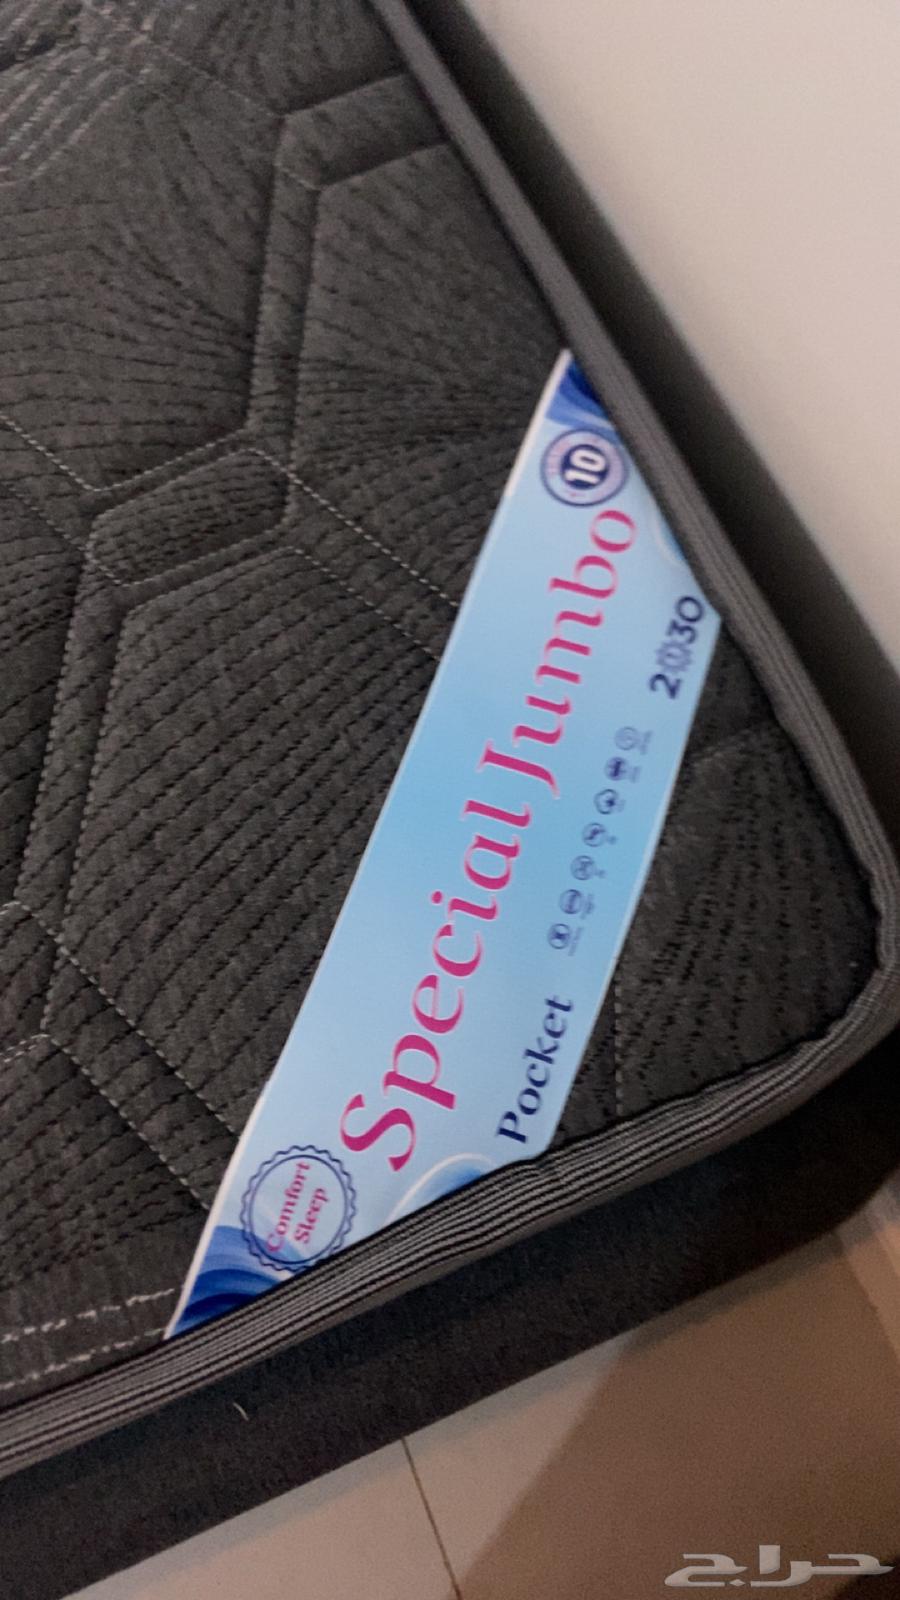 10
Special Jumbo
2030
Pocket
Comfort
Sleep
حراج